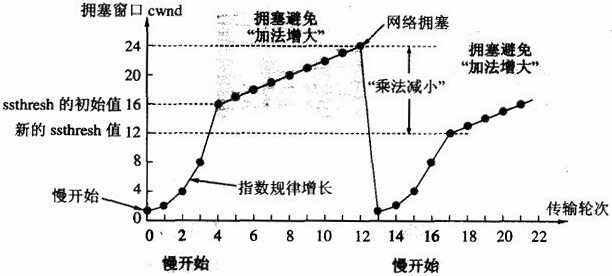 拥塞窗口 cwnd
拥塞避免
“加法增大”
网络拥塞
拥塞避免
“加法增大”
24
20
ssthresh 的初始值 16
新的 ssthresh 值 12
8
4
0
“乘法减小”
指数规律增长
慢开始
0 2 4 6 8 10 12 14 16 18 20 22
传输轮次
慢开始
慢开始